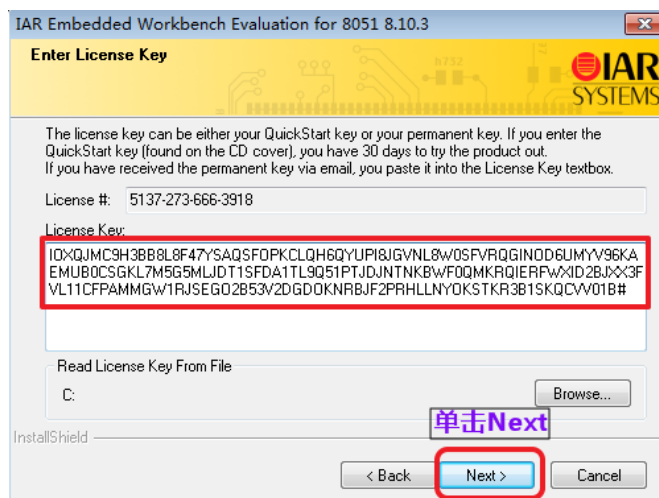 IAR Embedded Workbench Evaluation for 8051 8.10.3
Enter License Key
IAR
SYSTEMS
The license key can be either your QuickStart key or your permanent key. If you enter the
QuickStart key (found on the CD cover), you have 30 days to try the product out.
If you have received the permanent key via email, you paste it into the License Key textbox.
License #: 5137-273-666-3918
License Key:
IOXQJMC9H3BB8L8F47YSAQSFOPKCLQH6QYUPI8JGVNL8W0SFVRQGINOD6UMYV96KA
EMUB0CSGKL7M5G5MLJDT1SFDA1TL9Q51PTJDJNTNKBWF0QMKRQIERFWXID2BJXX3F
VL11CFPAMMGW1RJSEGO2B53V2DGDOKNRBJF2PRHLLNYOKSTKR3B1SKQCVV01B#
Read License Key From File
C:
Browse...
单击Next
InstallShield
< Back
Next >
Cancel